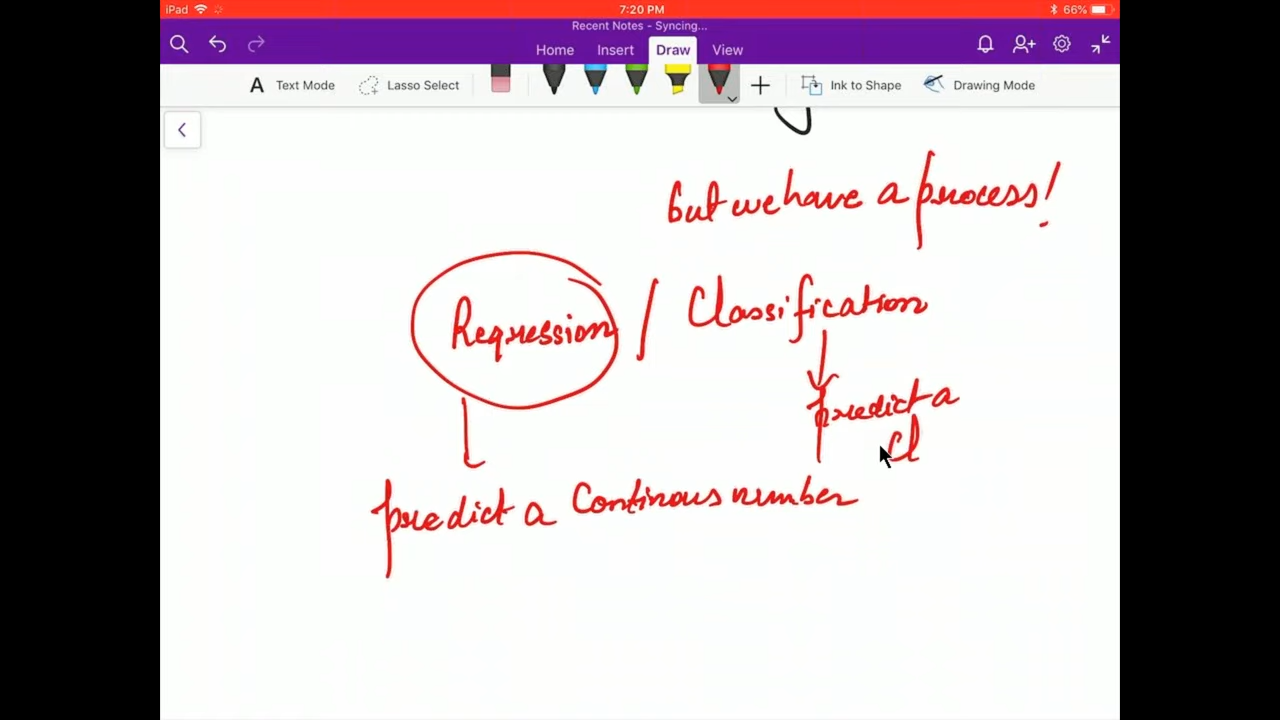 iPad 7:20 PM 66%
Recent Notes - Syncing...
Home Insert Draw View
A Text Mode Lasso Select Ink to Shape Drawing Mode
but we have a process!
Regression / Classification
predict a
cl
predict a Continous number